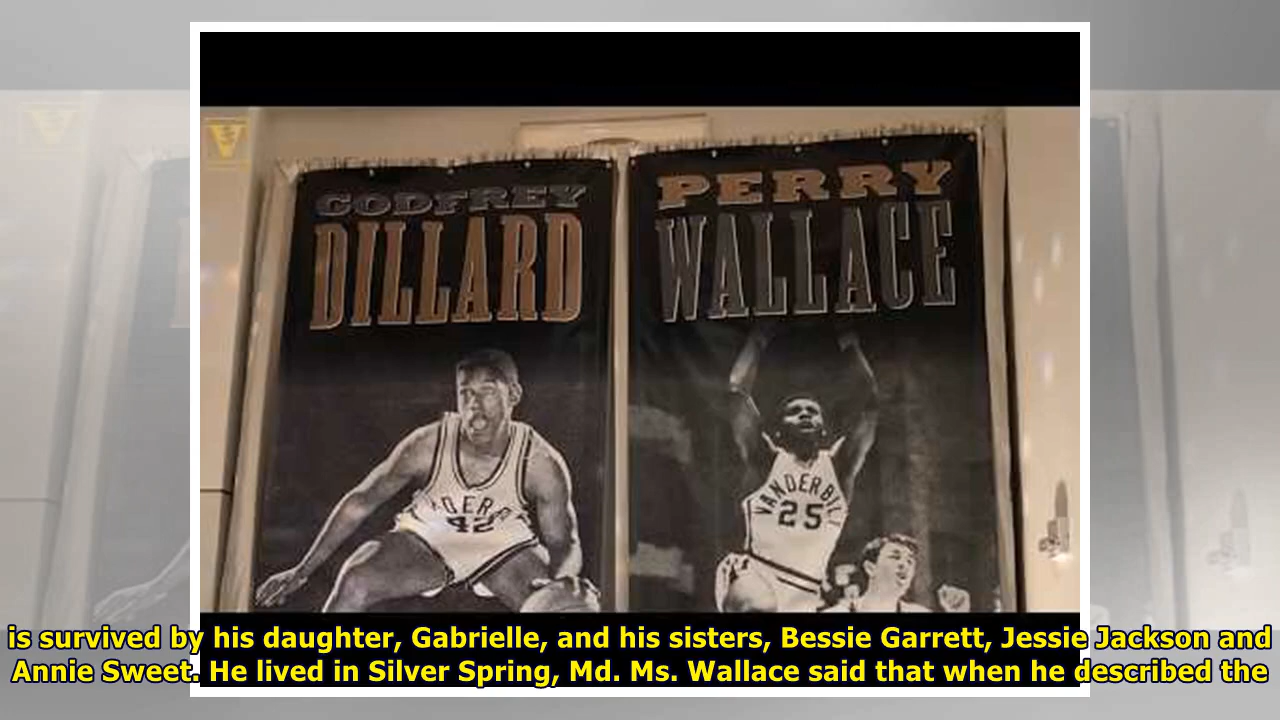 GODFREY
DILLARD
PERRY
WALLACE
42
VANDERBILT
25
is survived by his daughter, Gabrielle, and his sisters, Bessie Garrett, Jessie Jackson and
Annie Sweet. He lived in Silver Spring, Md. Ms. Wallace said that when he described the